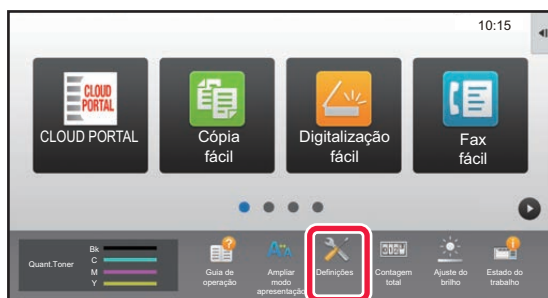 10:15
CLOUD
PORTAL
CLOUD PORTAL
Cópia
fácil
Digitalização
fácil
Fax
fácil
Quant.Toner
Bk
C
M
Y
Guia de
operação
Ampliar
modo
apresentação
Definições
Contagem
total
Ajuste do
brilho
Estado do
trabalho